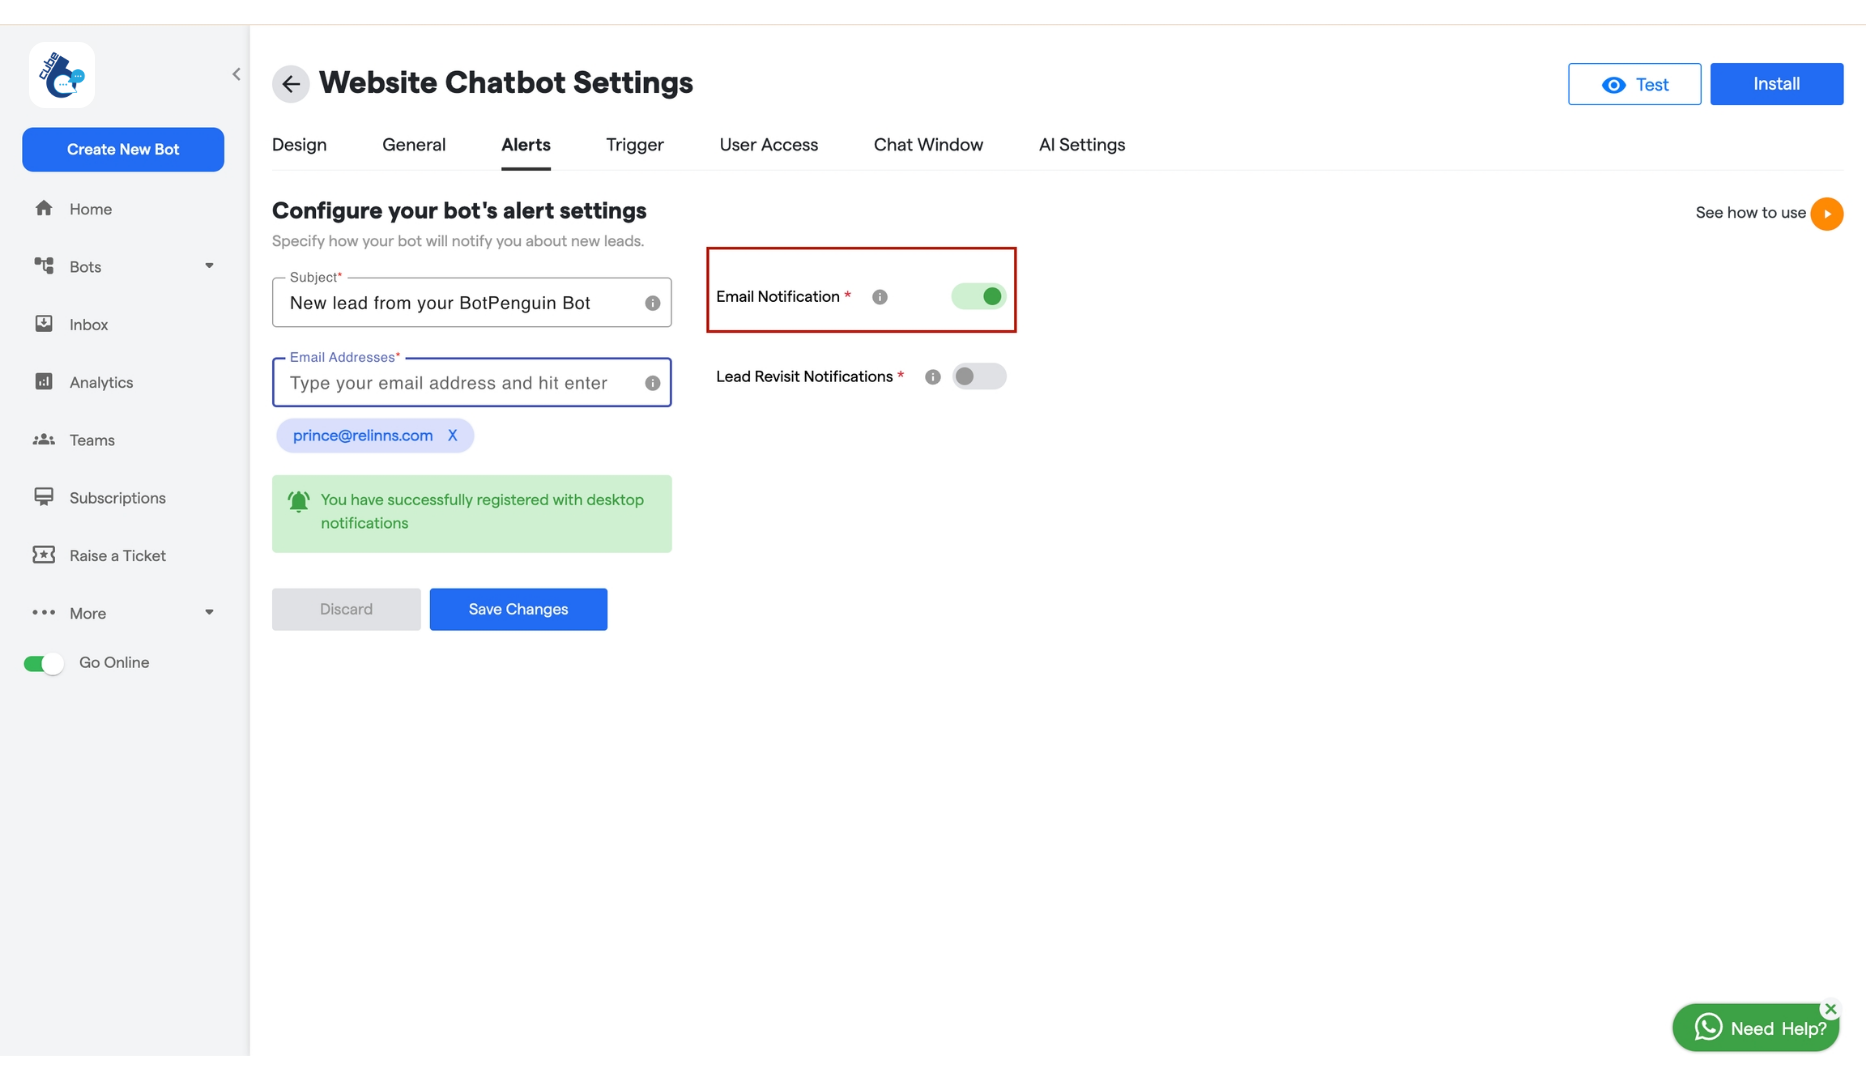 cube
Create New Bot
Home
Bots
Inbox
Analytics
Teams
Subscriptions
Raise a Ticket
More
Go Online
Website Chatbot Settings
Test
Install
Design
General
Alerts
Trigger
User Access
Chat Window
AI Settings
Configure your bot's alert settings
Specify how your bot will notify you about new leads.
See how to use
Subject*
New lead from your BotPenguin Bot
Email Notification *
Email Addresses*
Type your email address and hit enter
Lead Revisit Notifications *
prince@relinns.com X
You have successfully registered with desktop
notifications
Discard
Save Changes
Need Help?